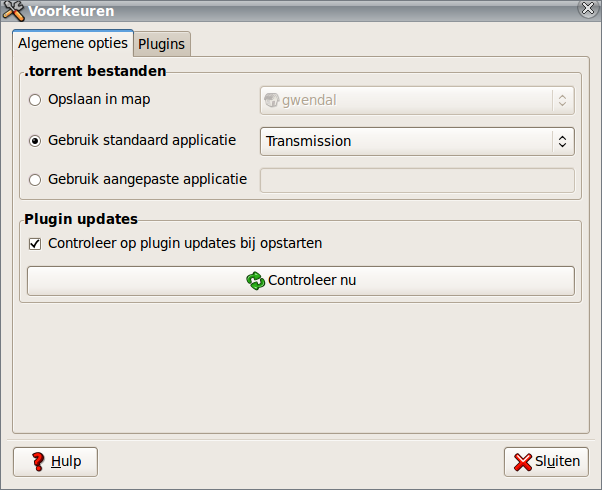 Voorkeuren
Algemene opties
Plugins
.torrent bestanden
Opslaan in map
gwendal
Gebruik standaard applicatie
Transmission
Gebruik aangepaste applicatie
Plugin updates
Controleer op plugin updates bij opstarten
Controleer nu
Hulp
Sluiten